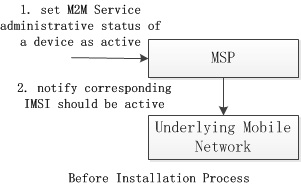 1. set M2M Service
administrative status of
a device as active
MSP
2. notify corresponding
IMSI should be active
Underlying Mobile
Network
Before Installation Process